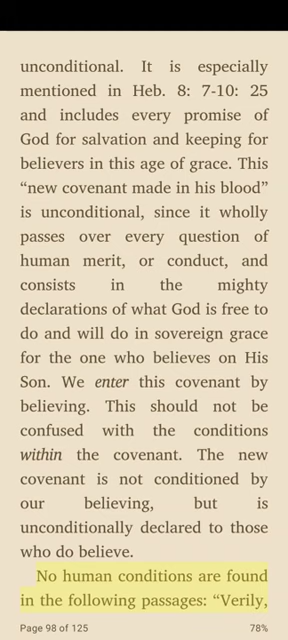 unconditional. It is especially
mentioned in Heb. 8: 7-10: 25
and includes every promise of
God for salvation and keeping for
believers in this age of grace. This
“new covenant made in his blood”
is unconditional, since it wholly
passes over every question of
human merit, or conduct, and
consists in the mighty
declarations of what God is free to
do and will do in sovereign grace
for the one who believes on His
Son. We enter this covenant by
believing. This should not be
confused with the conditions
within the covenant. The new
covenant is not conditioned by
our believing, but is
unconditionally declared to those
who do believe.
No human conditions are found
in the following passages: “Verily,
Page 98 of 125 78%